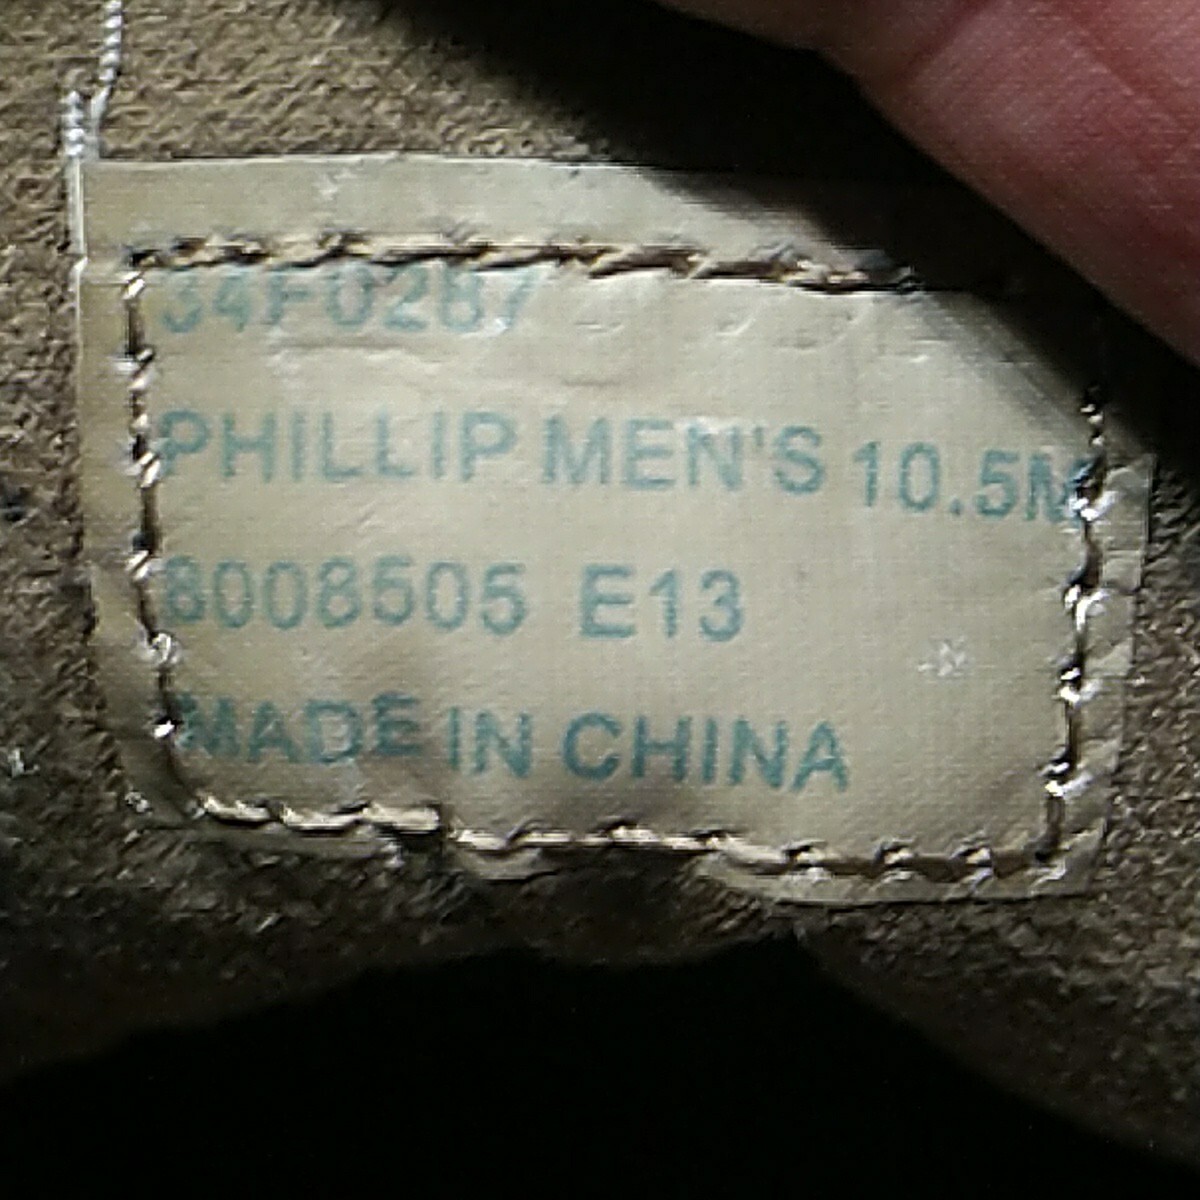 34F0287
PHILLIP MEN'S 10.5M
8008505 E13
MADE IN CHINA